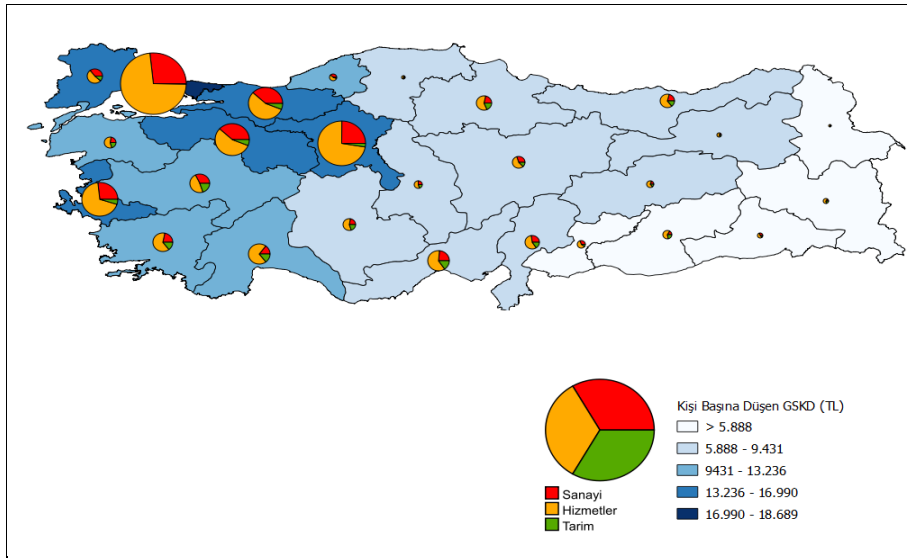 Kişi Başına Düşen GSKD (TL)
> 5.888
5.888 - 9.431
9431 - 13.236
13.236 - 16.990
16.990 - 18.689
Sanayi
Hizmetler
Tarim